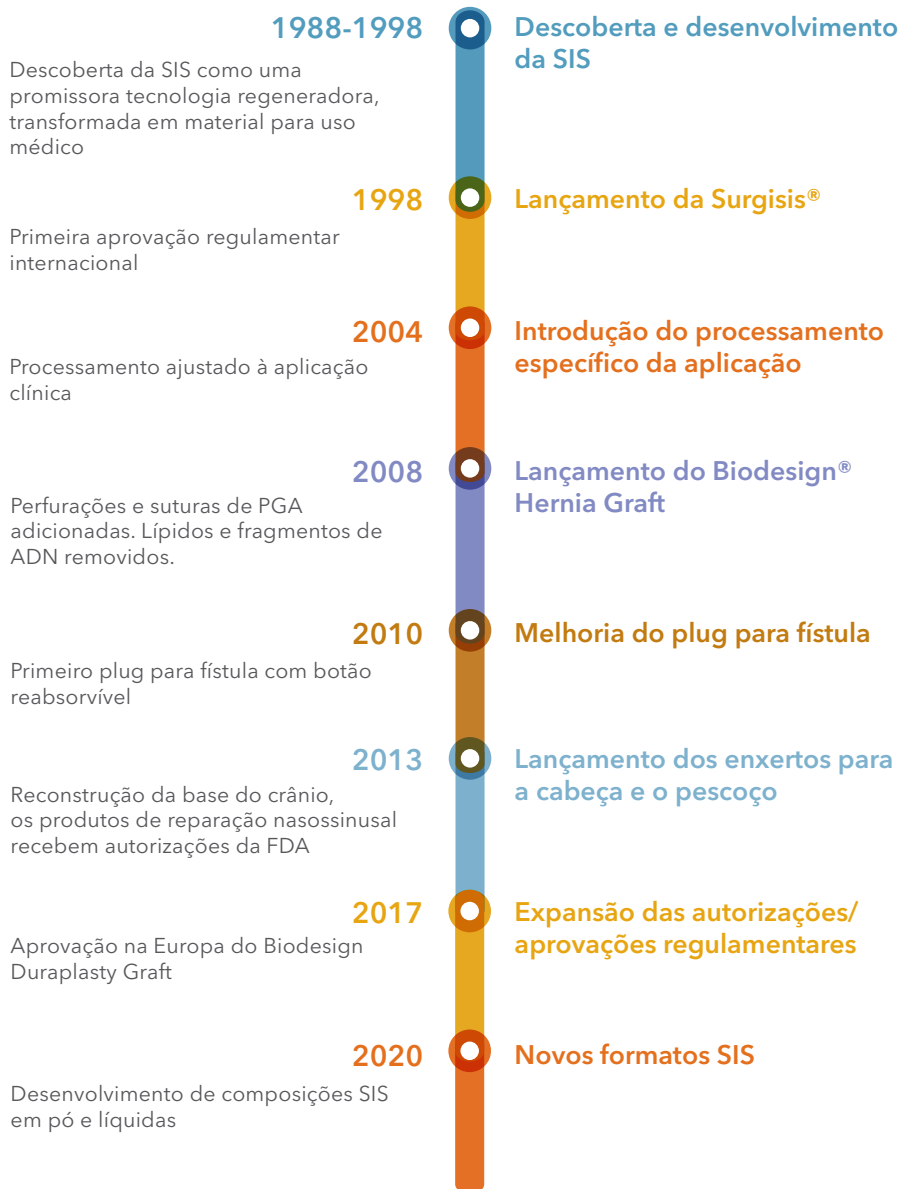 1988-1998
Descoberta e desenvolvimento
da SIS
Descoberta da SIS como uma
promissora tecnologia regeneradora,
transformada em material para uso
médico
1998
Lançamento da Surgisis®
Primeira aprovação regulamentar
internacional
2004
Introdução do processamento
específico da aplicação
Processamento ajustado à aplicação
clínica
2008
Lançamento do Biodesign®
Hernia Graft
Perfurações e suturas de PGA
adicionadas. Lípidos e fragmentos de
ADN removidos.
2010
Melhoria do plug para fístula
Primeiro plug para fístula com botão
reabsorvível
2013
Lançamento dos enxertos para
a cabeça e o pescoço
Reconstrução da base do crânio,
os produtos de reparação nasossinusal
recebem autorizações da FDA
2017
Expansão das autorizações/
aprovações regulamentares
Aprovação na Europa do Biodesign
Duraplasty Graft
2020
Novos formatos SIS
Desenvolvimento de composições SIS
em pó e líquidas